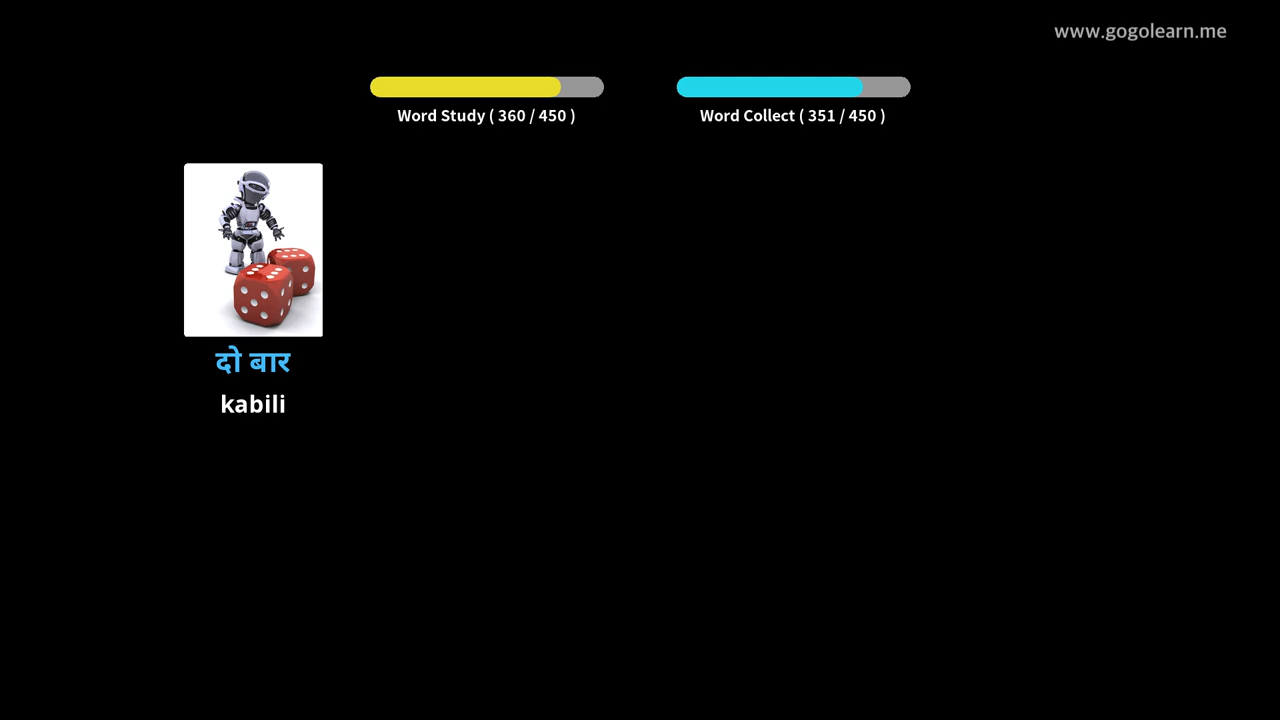 www.gogolearn.me
Word Study ( 360 / 450 )
Word Collect ( 351 / 450 )
दो बार
kabili